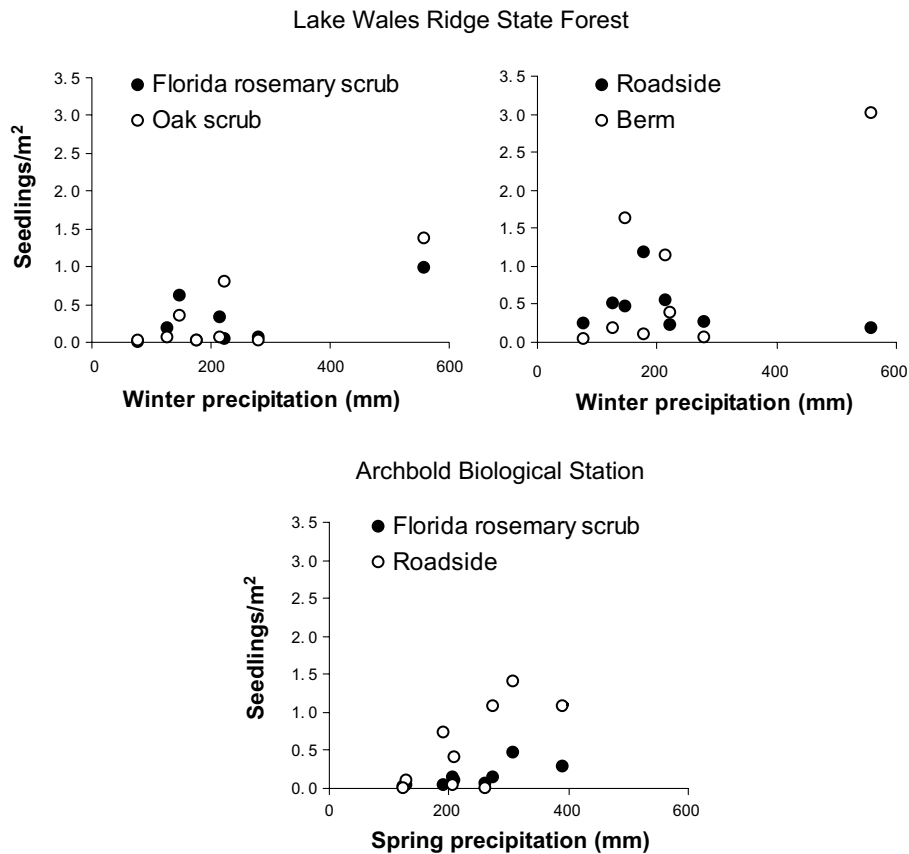 Lake Wales Ridge State Forest
3.5
3.0
2.5
2.0
1.5
1.0
0.5
0.0
Seedlings/m²
Florida rosemary scrub
Oak scrub
0
200
400
600
Winter precipitation (mm)
3.5
3.0
2.5
2.0
1.5
1.0
0.5
0.0
Roadside
Berm
0
200
400
600
Winter precipitation (mm)
Archbold Biological Station
3.5
3.0
2.5
2.0
1.5
1.0
0.5
0.0
Seedlings/m²
Florida rosemary scrub
Roadside
0
200
400
600
Spring precipitation (mm)